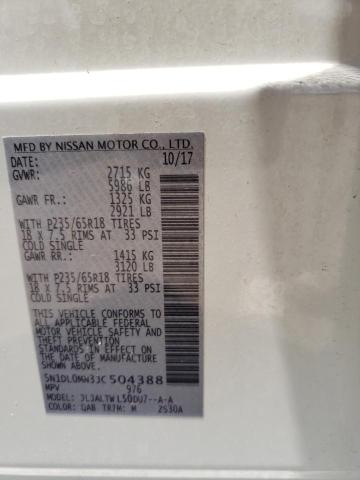 MFD BY NISSAN MOTOR CO., LTD.
DATE: 10/17
GVWR: 2715 KG
5986 LB
GAWR FR.: 1325 KG
2921 LB
WITH P235/65R18 TIRES
18 X 7.5 RIMS AT 33 PSI
COLD SINGLE
GAWR RR.: 1415 KG
3120 LB
WITH P235/65R18 TIRES
18 X 7.5 RIMS AT 33 PSI
COLD SINGLE
THIS VEHICLE CONFORMS TO
ALL APPLICABLE FEDERAL
MOTOR VEHICLE SAFETY AND
THEFT PREVENTION
STANDARDS IN EFFECT ON THE
DATE OF MANUFACTURE SHOWN
ABOVE.
5N1DL0MW3JC504388
MPV 976
MODEL: JL3ALTW L50DU7--A-A
COLOR: QAB TRIM: M 2S30A